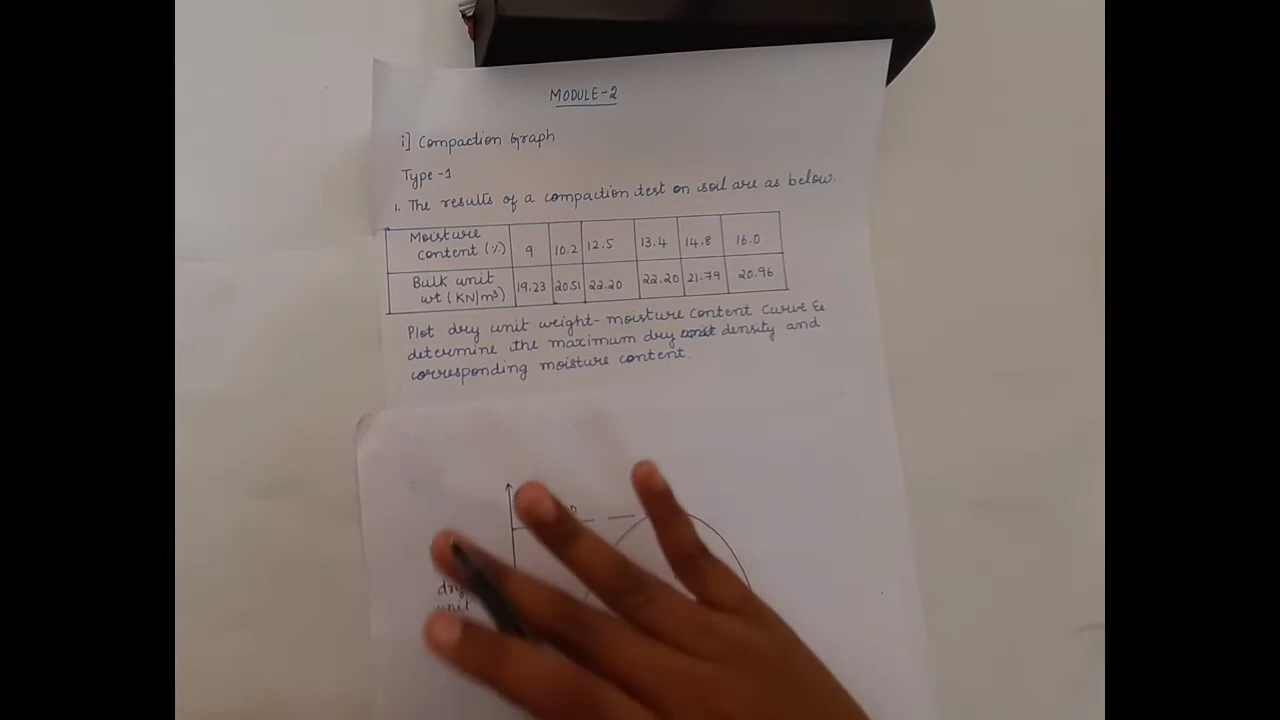 MODULE-2
i] Compaction Graph
Type-1
1. The results of a compaction test on soil are as below.
Moisture content (%) 9 10.2 12.5 13.4 14.8 16.0
Bulk unit wt (KN/m³) 19.23 20.51 22.20 22.20 21.79 20.96
Plot dry unit weight-moisture content curve &
determine the maximum dry density and
corresponding moisture content.
dry
unit